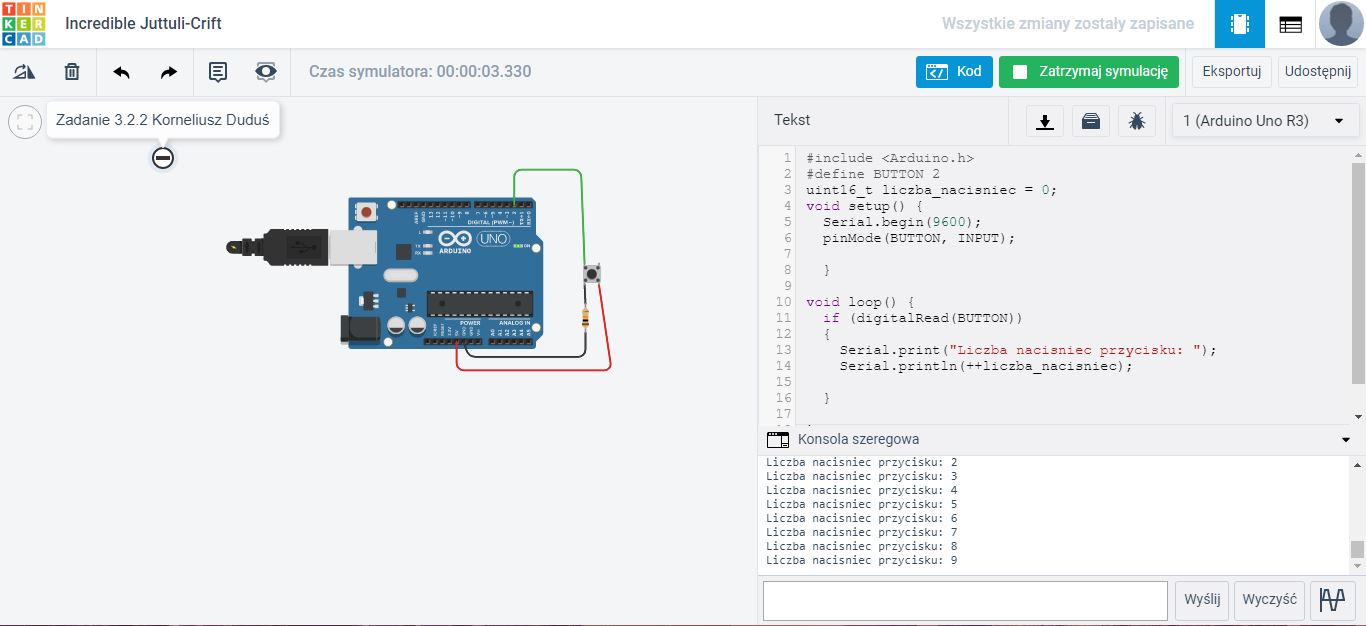 TIN
KER
CAD
Incredible Juttuli-Crift
Wszystkie zmiany zostały zapisane
Czas symulatora: 00:00:03.330
Kod
Zatrzymaj symulację
Eksportuj
Udostępnij
Zadanie 3.2.2 Korneliusz Duduś
Tekst
1 (Arduino Uno R3)
1 #include <Arduino.h>
2 #define BUTTON 2
3 uint16_t liczba_nacisniec = 0;
4 void setup() {
5 Serial.begin(9600);
6 pinMode(BUTTON, INPUT);
7
8 }
9
10 void loop() {
11 if (digitalRead(BUTTON))
12 {
13 Serial.print("Liczba nacisniec przycisku: ");
14 Serial.println(++liczba_nacisniec);
15
16 }
17
DIGITAL (PWM~)
UNO
ARDUINO
TX
RX
ON
POWER
ANALOG IN
Konsola szeregowa
Liczba nacisniec przycisku: 2
Liczba nacisniec przycisku: 3
Liczba nacisniec przycisku: 4
Liczba nacisniec przycisku: 5
Liczba nacisniec przycisku: 6
Liczba nacisniec przycisku: 7
Liczba nacisniec przycisku: 8
Liczba nacisniec przycisku: 9
Wyślij
Wyczyść